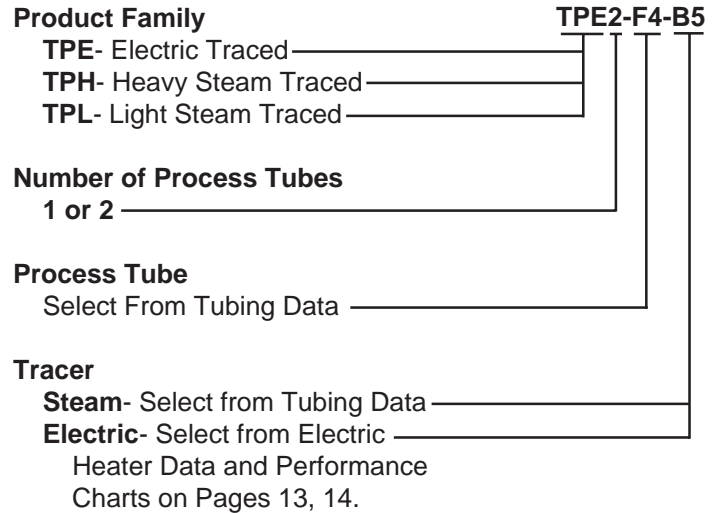 Product Family TPE2-F4-B5
TPE- Electric Traced
TPH- Heavy Steam Traced
TPL- Light Steam Traced
Number of Process Tubes
1 or 2
Process Tube
Select From Tubing Data
Tracer
Steam- Select from Tubing Data
Electric- Select from Electric
Heater Data and Performance
Charts on Pages 13, 14.